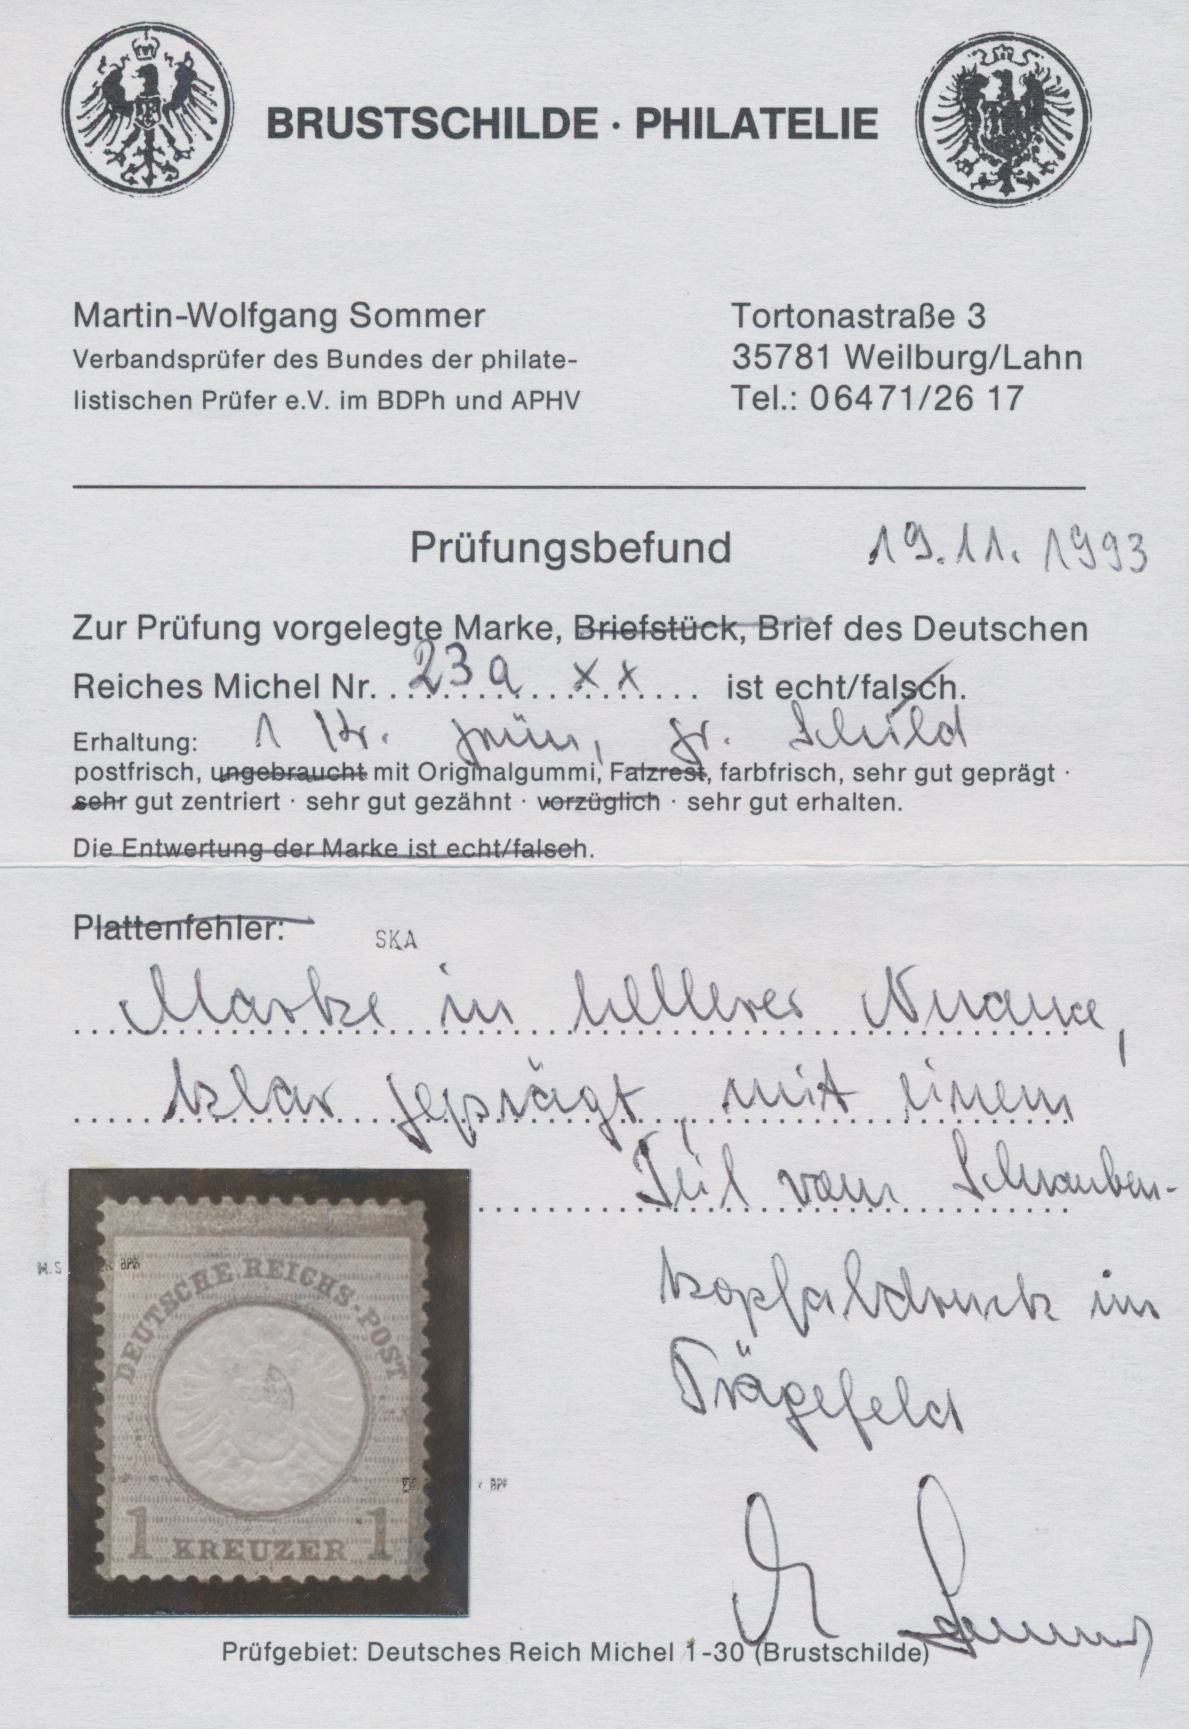 BRUSTSCHILDE · PHILATELIE
Martin-Wolfgang Sommer
Verbandsprüfer des Bundes der philate-
listischen Prüfer e.V. im BDPh und APHV
Tortonastraße 3
35781 Weilburg/Lahn
Tel.: 06471/26 17
Prüfungsbefund 19.11.1993
Zur Prüfung vorgelegte Marke, Briefstück, Brief des Deutschen
Reiches Michel Nr. 23 a x x ist echt/falsch.
Erhaltung: 1 Kr. grün, gr. Schild
postfrisch, ungebraucht mit Originalgummi, Falzrest, farbfrisch, sehr gut geprägt ·
sehr gut zentriert · sehr gut gezähnt · vorzüglich · sehr gut erhalten.
Die Entwertung der Marke ist echt/falsch.
Plattenfehler:
SKA
Marke in hellerer Nuance,
klar geprägt, mit einem
Teil vom Schrauben-
kopfabdruck im
Prägefeld
M.S BPP
DEUTSCHE REICHS-POST
BPP
1 KREUZER 1
Sommer
Prüfgebiet: Deutsches Reich Michel 1-30 (Brustschilde)